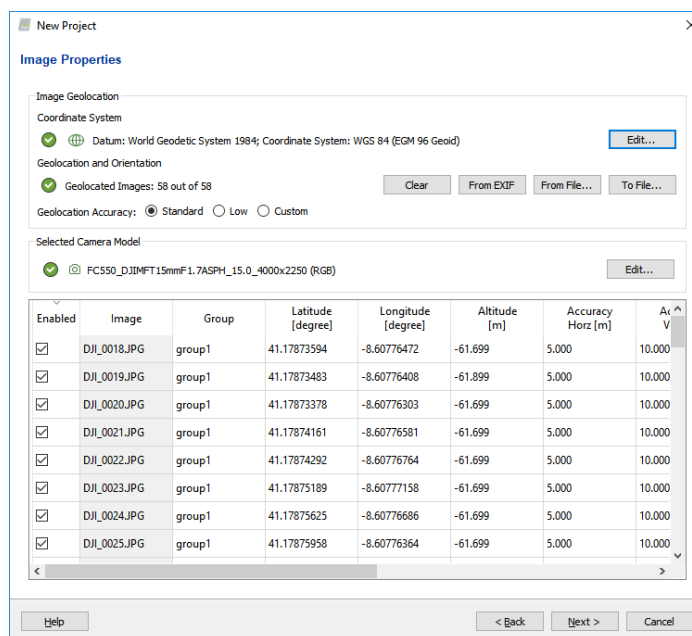 New Project
Image Properties
Image Geolocation
Coordinate System
Datum: World Geodetic System 1984; Coordinate System: WGS 84 (EGM 96 Geoid) Edit...
Geolocation and Orientation
Geolocated Images: 58 out of 58 Clear From EXIF From File... To File...
Geolocation Accuracy: Standard Low Custom
Selected Camera Model
FC550_DJIMFT15mmF1.7ASPH_15.0_4000x2250 (RGB) Edit...
Enabled Image Group Latitude [degree] Longitude [degree] Altitude [m] Accuracy Horz [m] Ac V
DJI_0018.JPG group1 41.17873594 -8.60776472 -61.699 5.000 10.000
DJI_0019.JPG group1 41.17873483 -8.60776408 -61.899 5.000 10.000
DJI_0020.JPG group1 41.17873378 -8.60776303 -61.699 5.000 10.000
DJI_0021.JPG group1 41.17874161 -8.60776581 -61.699 5.000 10.000
DJI_0022.JPG group1 41.17874292 -8.60776764 -61.699 5.000 10.000
DJI_0023.JPG group1 41.17875189 -8.60777158 -61.699 5.000 10.000
DJI_0024.JPG group1 41.17875625 -8.60776686 -61.699 5.000 10.000
DJI_0025.JPG group1 41.17875958 -8.60776364 -61.699 5.000 10.000
Help < Back Next > Cancel